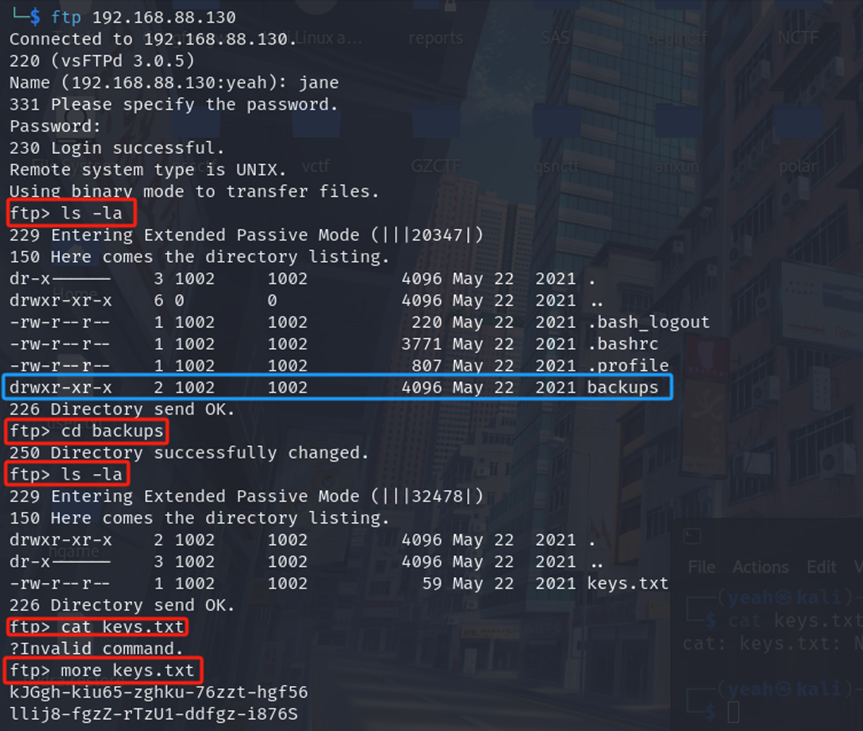 └─$ ftp 192.168.88.130
Connected to 192.168.88.130.
220 (vsFTPd 3.0.5)
Name (192.168.88.130:yeah): jane
331 Please specify the password.
Password:
230 Login successful.
Remote system type is UNIX.
Using binary mode to transfer files.
ftp> ls -la
229 Entering Extended Passive Mode (|||20347|)
150 Here comes the directory listing.
dr-x------    3 1002     1002         4096 May 22  2021 .
drwxr-xr-x    6 0        0            4096 May 22  2021 ..
-rw-r--r--    1 1002     1002          220 May 22  2021 .bash_logout
-rw-r--r--    1 1002     1002         3771 May 22  2021 .bashrc
-rw-r--r--    1 1002     1002          807 May 22  2021 .profile
drwxr-xr-x    2 1002     1002         4096 May 22  2021 backups
226 Directory send OK.
ftp> cd backups
250 Directory successfully changed.
ftp> ls -la
229 Entering Extended Passive Mode (|||32478|)
150 Here comes the directory listing.
drwxr-xr-x    2 1002     1002         4096 May 22  2021 .
dr-x------    3 1002     1002         4096 May 22  2021 ..
-rw-r--r--    1 1002     1002           59 May 22  2021 keys.txt
226 Directory send OK.
ftp> cat keys.txt
?Invalid command.
ftp> more keys.txt
kJGgh-kiu65-zghku-76zzt-hgf56
llij8-fgzZ-rTzU1-ddfgz-i876S
Linux a...
reports
SAS
NCTF
vctf
GZCTF
qsnctf
polar
Home
hgame
File Actions Edit
(yeah㉿kali)-
└─$ cat keys.txt
cat: keys.txt:
(yeah㉿kali)-
└─$